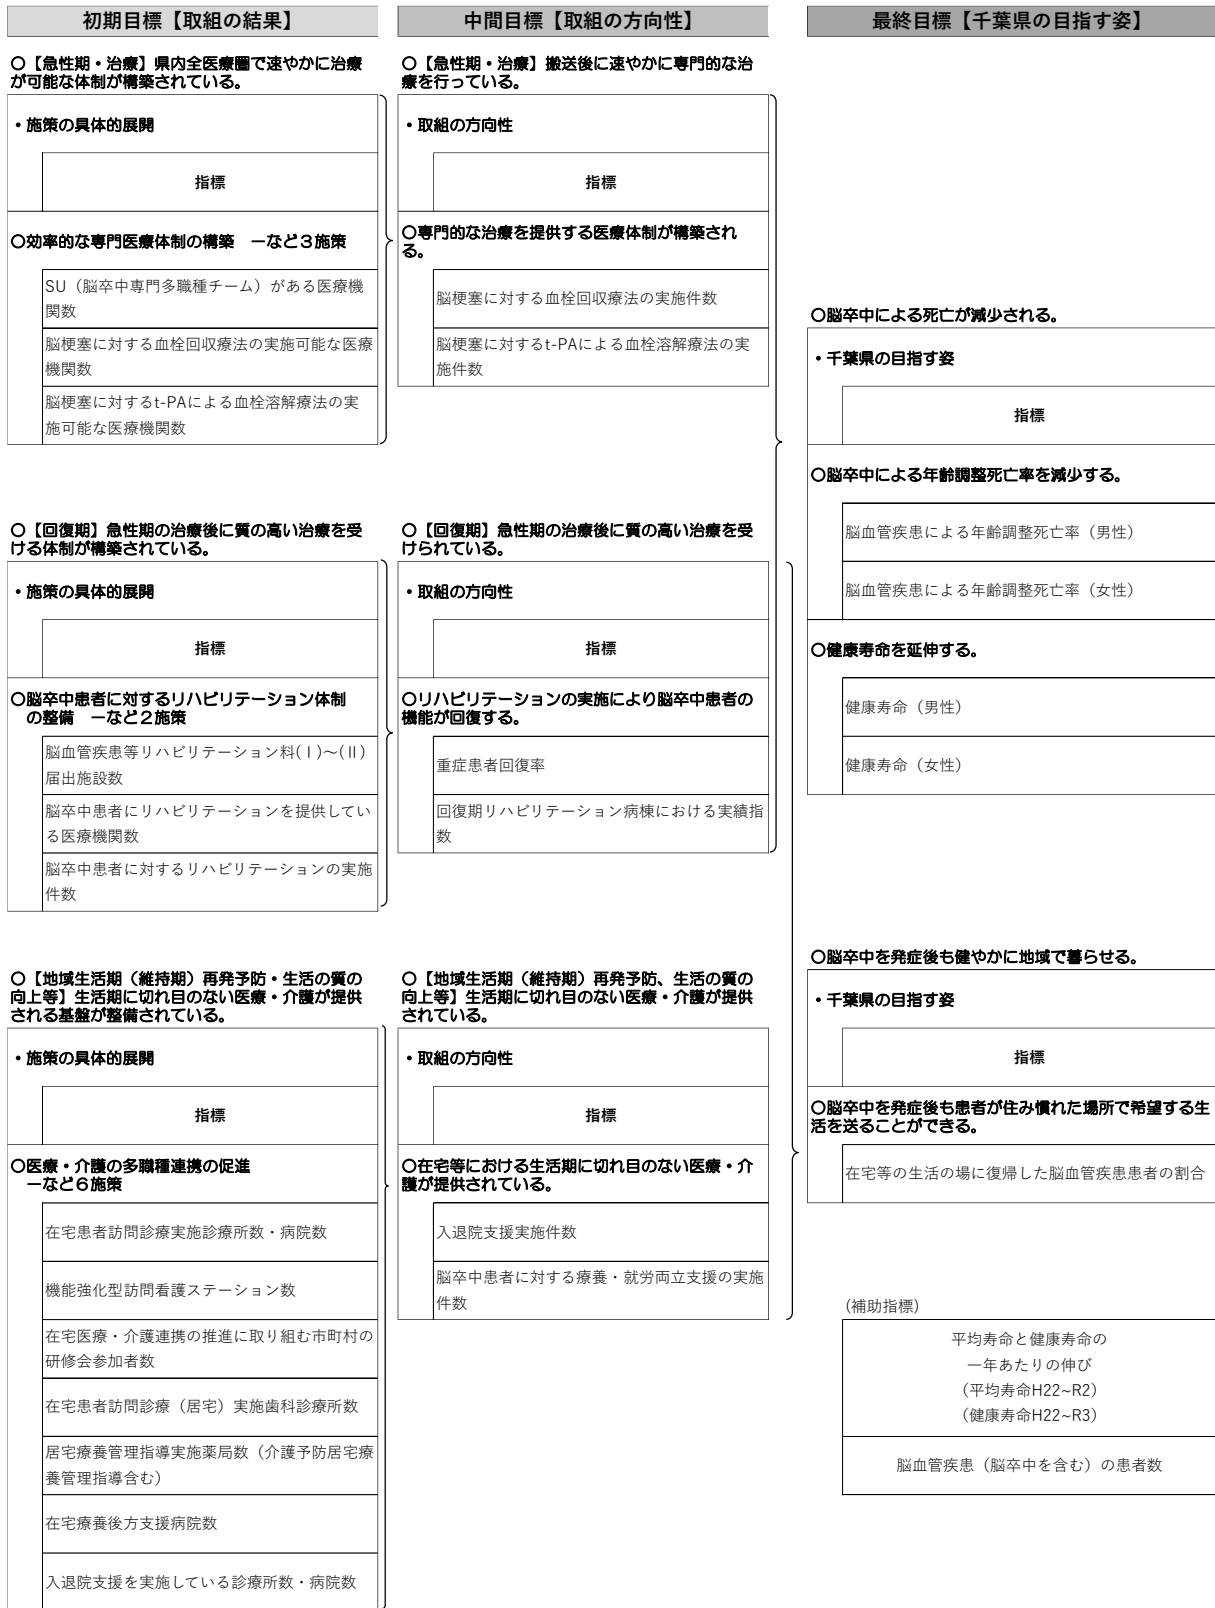 初期目標【取組の結果】
○【急性期・治療】県内全医療圏で速やかに治療
が可能な体制が構築されている。
・施策の具体的展開
指標
○効率的な専門医療体制の構築　ーなど３施策
SU（脳卒中専門多職種チーム）がある医療機
関数
脳梗塞に対する血栓回収療法の実施可能な医療
機関数
脳梗塞に対するt-PAによる血栓溶解療法の実
施可能な医療機関数
○【回復期】急性期の治療後に質の高い治療を受
ける体制が構築されている。
・施策の具体的展開
指標
○脳卒中患者に対するリハビリテーション体制
の整備　ーなど２施策
脳血管疾患等リハビリテーション料(Ⅰ)～(Ⅱ)
届出施設数
脳卒中患者にリハビリテーションを提供してい
る医療機関数
脳卒中患者に対するリハビリテーションの実施
件数
○【地域生活期（維持期）再発予防・生活の質の
向上等】生活期に切れ目のない医療・介護が提供
される基盤が整備されている。
・施策の具体的展開
指標
○医療・介護の多職種連携の促進
ーなど６施策
在宅患者訪問診療実施診療所数・病院数
機能強化型訪問看護ステーション数
在宅医療・介護連携の推進に取り組む市町村の
研修会参加者数
在宅患者訪問診療（居宅）実施歯科診療所数
居宅療養管理指導実施薬局数（介護予防居宅療
養管理指導含む）
在宅療養後方支援病院数
入退院支援を実施している診療所数・病院数
中間目標【取組の方向性】
○【急性期・治療】搬送後に速やかに専門的な治
療を行っている。
・取組の方向性
指標
○専門的な治療を提供する医療体制が構築され
る。
脳梗塞に対する血栓回収療法の実施件数
脳梗塞に対するt-PAによる血栓溶解療法の実
施件数
○【回復期】急性期の治療後に質の高い治療を受
けられている。
・取組の方向性
指標
○リハビリテーションの実施により脳卒中患者の
機能が回復する。
重症患者回復率
回復期リハビリテーション病棟における実績指
数
○【地域生活期（維持期）再発予防、生活の質の
向上等】生活期に切れ目のない医療・介護が提供
されている。
・取組の方向性
指標
○在宅等における生活期に切れ目のない医療・介
護が提供されている。
入退院支援実施件数
脳卒中患者に対する療養・就労両立支援の実施
件数
最終目標【千葉県の目指す姿】
○脳卒中による死亡が減少される。
・千葉県の目指す姿
指標
○脳卒中による年齢調整死亡率を減少する。
脳血管疾患による年齢調整死亡率（男性）
脳血管疾患による年齢調整死亡率（女性）
○健康寿命を延伸する。
健康寿命（男性）
健康寿命（女性）
○脳卒中を発症後も健やかに地域で暮らせる。
・千葉県の目指す姿
指標
○脳卒中を発症後も患者が住み慣れた場所で希望する生
活を送ることができる。
在宅等の生活の場に復帰した脳血管疾患患者の割合
(補助指標)
平均寿命と健康寿命の
一年あたりの伸び
(平均寿命H22~R2)
(健康寿命H22~R3)
脳血管疾患（脳卒中を含む）の患者数